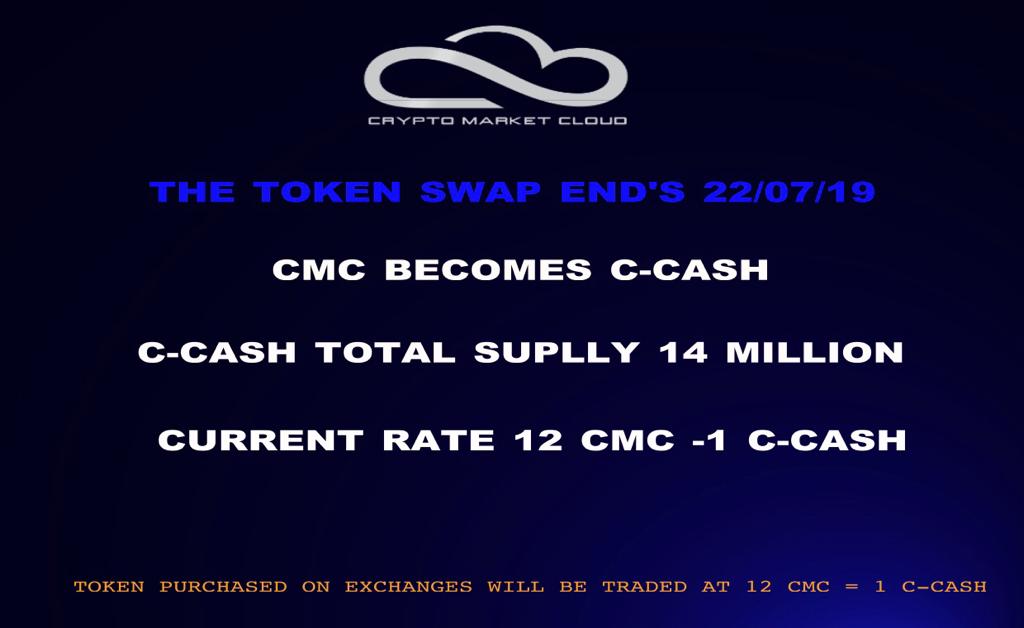 CRYPTO MARKET CLOUD
THE TOKEN SWAP END'S 22/07/19
CMC BECOMES C-CASH
C-CASH TOTAL SUPLLY 14 MILLION
CURRENT RATE 12 CMC -1 C-CASH
TOKEN PURCHASED ON EXCHANGES WILL BE TRADED AT 12 CMC = 1 C-CASH